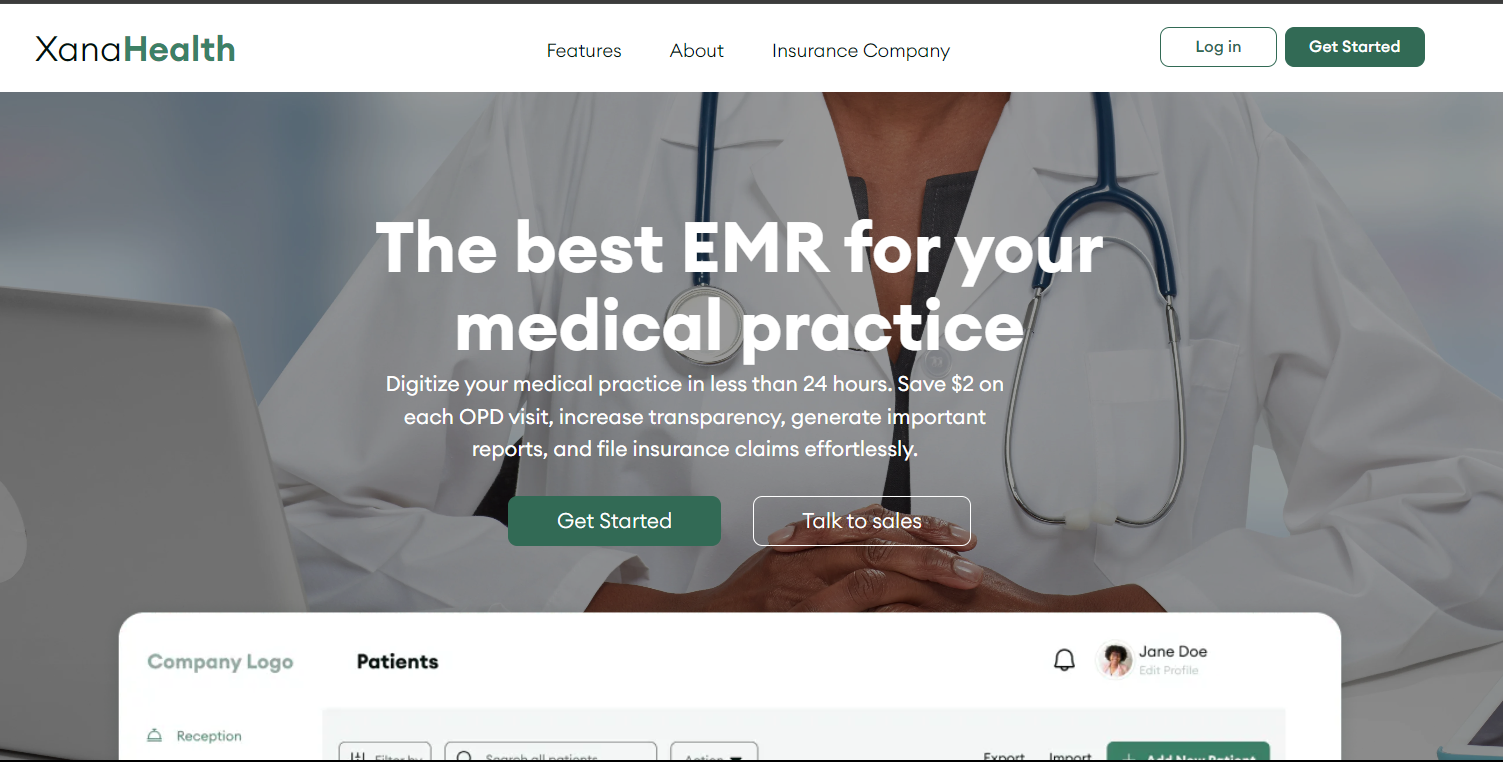 XanaHealth
Features About Insurance Company
Log in Get Started
The best EMR for your
medical practice
Digitize your medical practice in less than 24 hours. Save $2 on
each OPD visit, increase transparency, generate important
reports, and file insurance claims effortlessly.
Get Started Talk to sales
Company Logo
Patients
Jane Doe
Edit Profile
Reception
Filter by Search all patients Action Export Import + Add New Patient